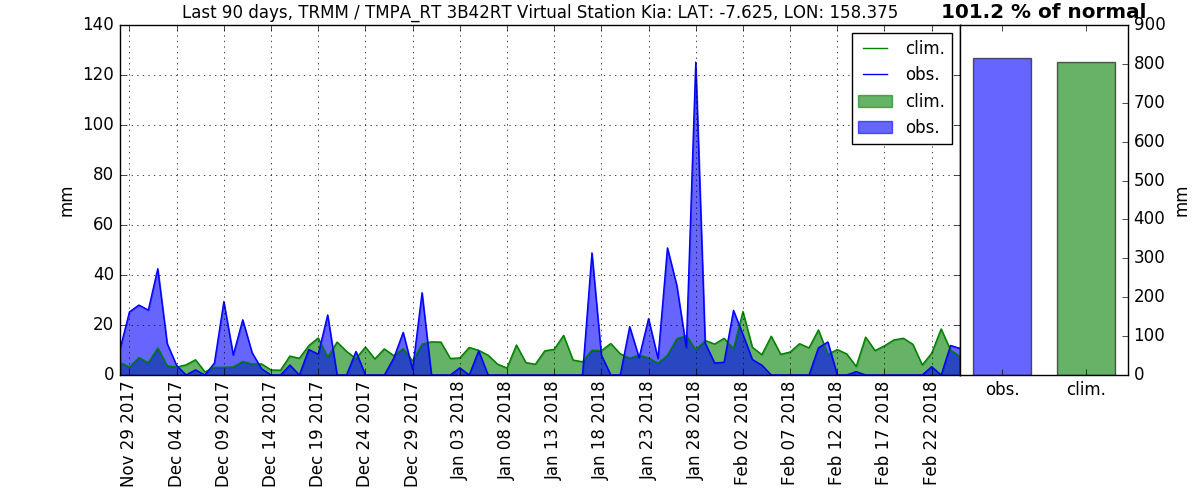 Last 90 days, TRMM / TMPA_RT 3B42RT Virtual Station Kia: LAT: -7.625, LON: 158.375
101.2 % of normal
140
120
100
80
60
40
20
0
mm
clim.
obs.
clim.
obs.
900
800
700
600
500
400
300
200
100
0
mm
Nov 29 2017
Dec 04 2017
Dec 09 2017
Dec 14 2017
Dec 19 2017
Dec 24 2017
Dec 29 2017
Jan 03 2018
Jan 08 2018
Jan 13 2018
Jan 18 2018
Jan 23 2018
Jan 28 2018
Feb 02 2018
Feb 07 2018
Feb 12 2018
Feb 17 2018
Feb 22 2018
obs.
clim.